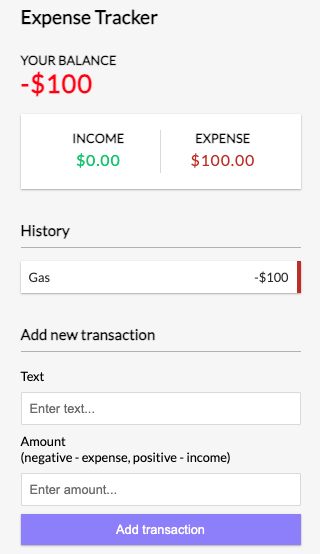 Expense Tracker
YOUR BALANCE
-$100
INCOME EXPENSE
$0.00 $100.00
History
Gas -$100
Add new transaction
Text
Enter text...
Amount
(negative - expense, positive - income)
Enter amount...
Add transaction